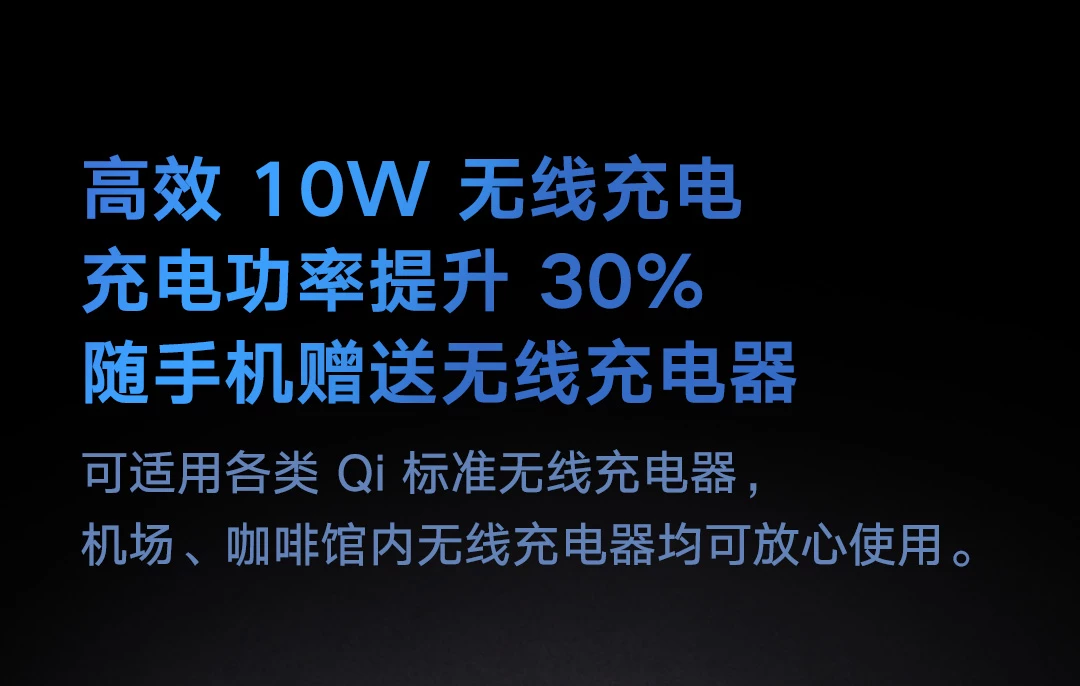 高效 10W 无线充电
充电功率提升 30%
随手机赠送无线充电器
可适用各类 Qi 标准无线充电器，
机场、咖啡馆内无线充电器均可放心使用。